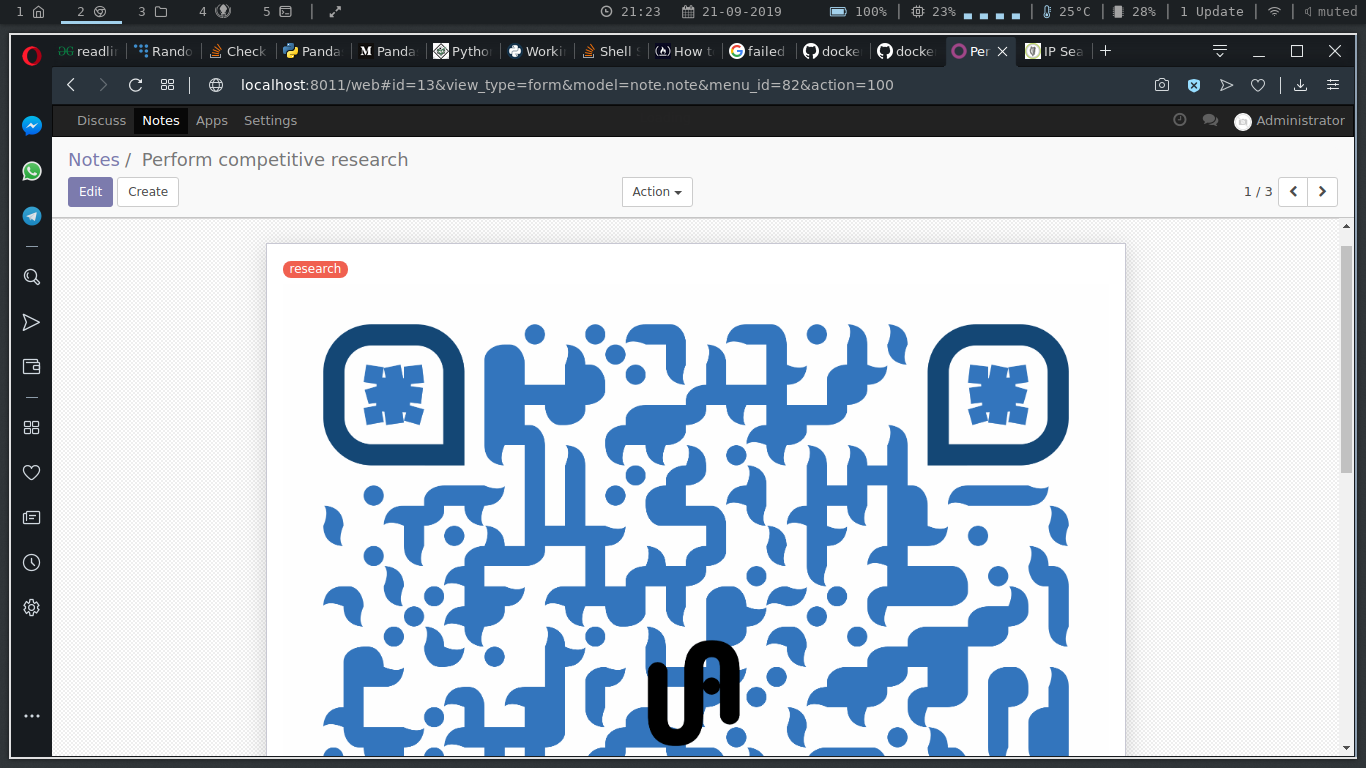 1 2 3 4 5 21:23 21-09-2019 100% 23% 25°C 28% 1 Update muted
readlin Rando Check Panda Panda Pytho Worki Shell S How t failed docke docke Per IP Sea
localhost:8011/web#id=13&view_type=form&model=note.note&menu_id=82&action=100
Discuss Notes Apps Settings Administrator
Notes / Perform competitive research
Edit Create Action 1 / 3
research